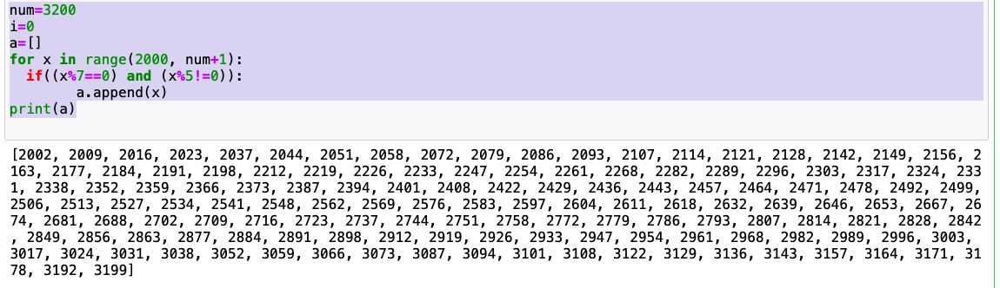 num=3200
i=0
a=[]
for x in range(2000, num+1):
  if((x%7==0) and (x%5!=0)):
        a.append(x)
print(a)
[2002, 2009, 2016, 2023, 2037, 2044, 2051, 2058, 2072, 2079, 2086, 2093, 2107, 2114, 2121, 2128, 2142, 2149, 2156, 2
163, 2177, 2184, 2191, 2198, 2212, 2219, 2226, 2233, 2247, 2254, 2261, 2268, 2282, 2289, 2296, 2303, 2317, 2324, 233
1, 2338, 2352, 2359, 2366, 2373, 2387, 2394, 2401, 2408, 2422, 2429, 2436, 2443, 2457, 2464, 2471, 2478, 2492, 2499,
2506, 2513, 2527, 2534, 2541, 2548, 2562, 2569, 2576, 2583, 2597, 2604, 2611, 2618, 2632, 2639, 2646, 2653, 2667, 26
74, 2681, 2688, 2702, 2709, 2716, 2723, 2737, 2744, 2751, 2758, 2772, 2779, 2786, 2793, 2807, 2814, 2821, 2828, 2842
, 2849, 2856, 2863, 2877, 2884, 2891, 2898, 2912, 2919, 2926, 2933, 2947, 2954, 2961, 2968, 2982, 2989, 2996, 3003,
3017, 3024, 3031, 3038, 3052, 3059, 3066, 3073, 3087, 3094, 3101, 3108, 3122, 3129, 3136, 3143, 3157, 3164, 3171, 31
78, 3192, 3199]